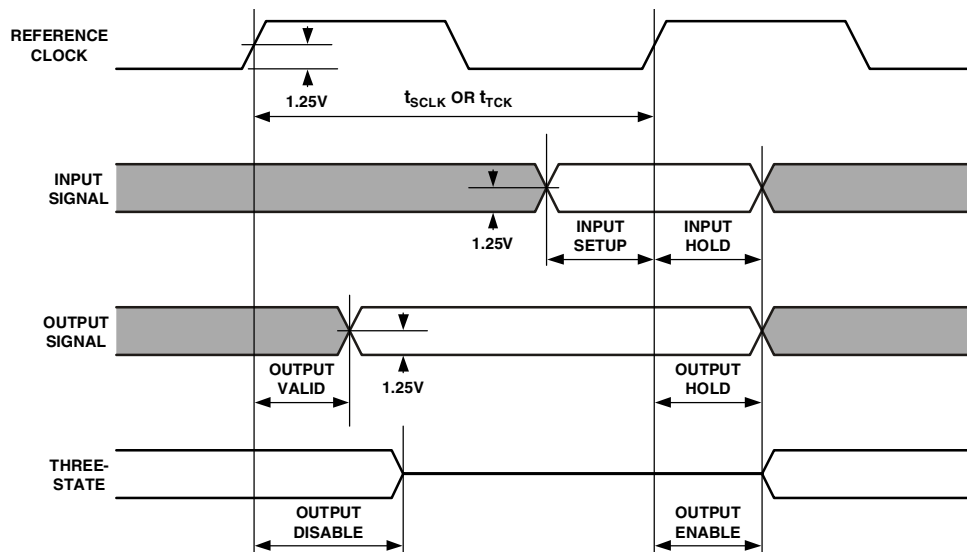 REFERENCE
CLOCK
1.25V
tSCLK OR tTCK
INPUT
SIGNAL
1.25V
INPUT
SETUP
INPUT
HOLD
OUTPUT
SIGNAL
OUTPUT
VALID
1.25V
OUTPUT
HOLD
THREE-
STATE
OUTPUT
DISABLE
OUTPUT
ENABLE